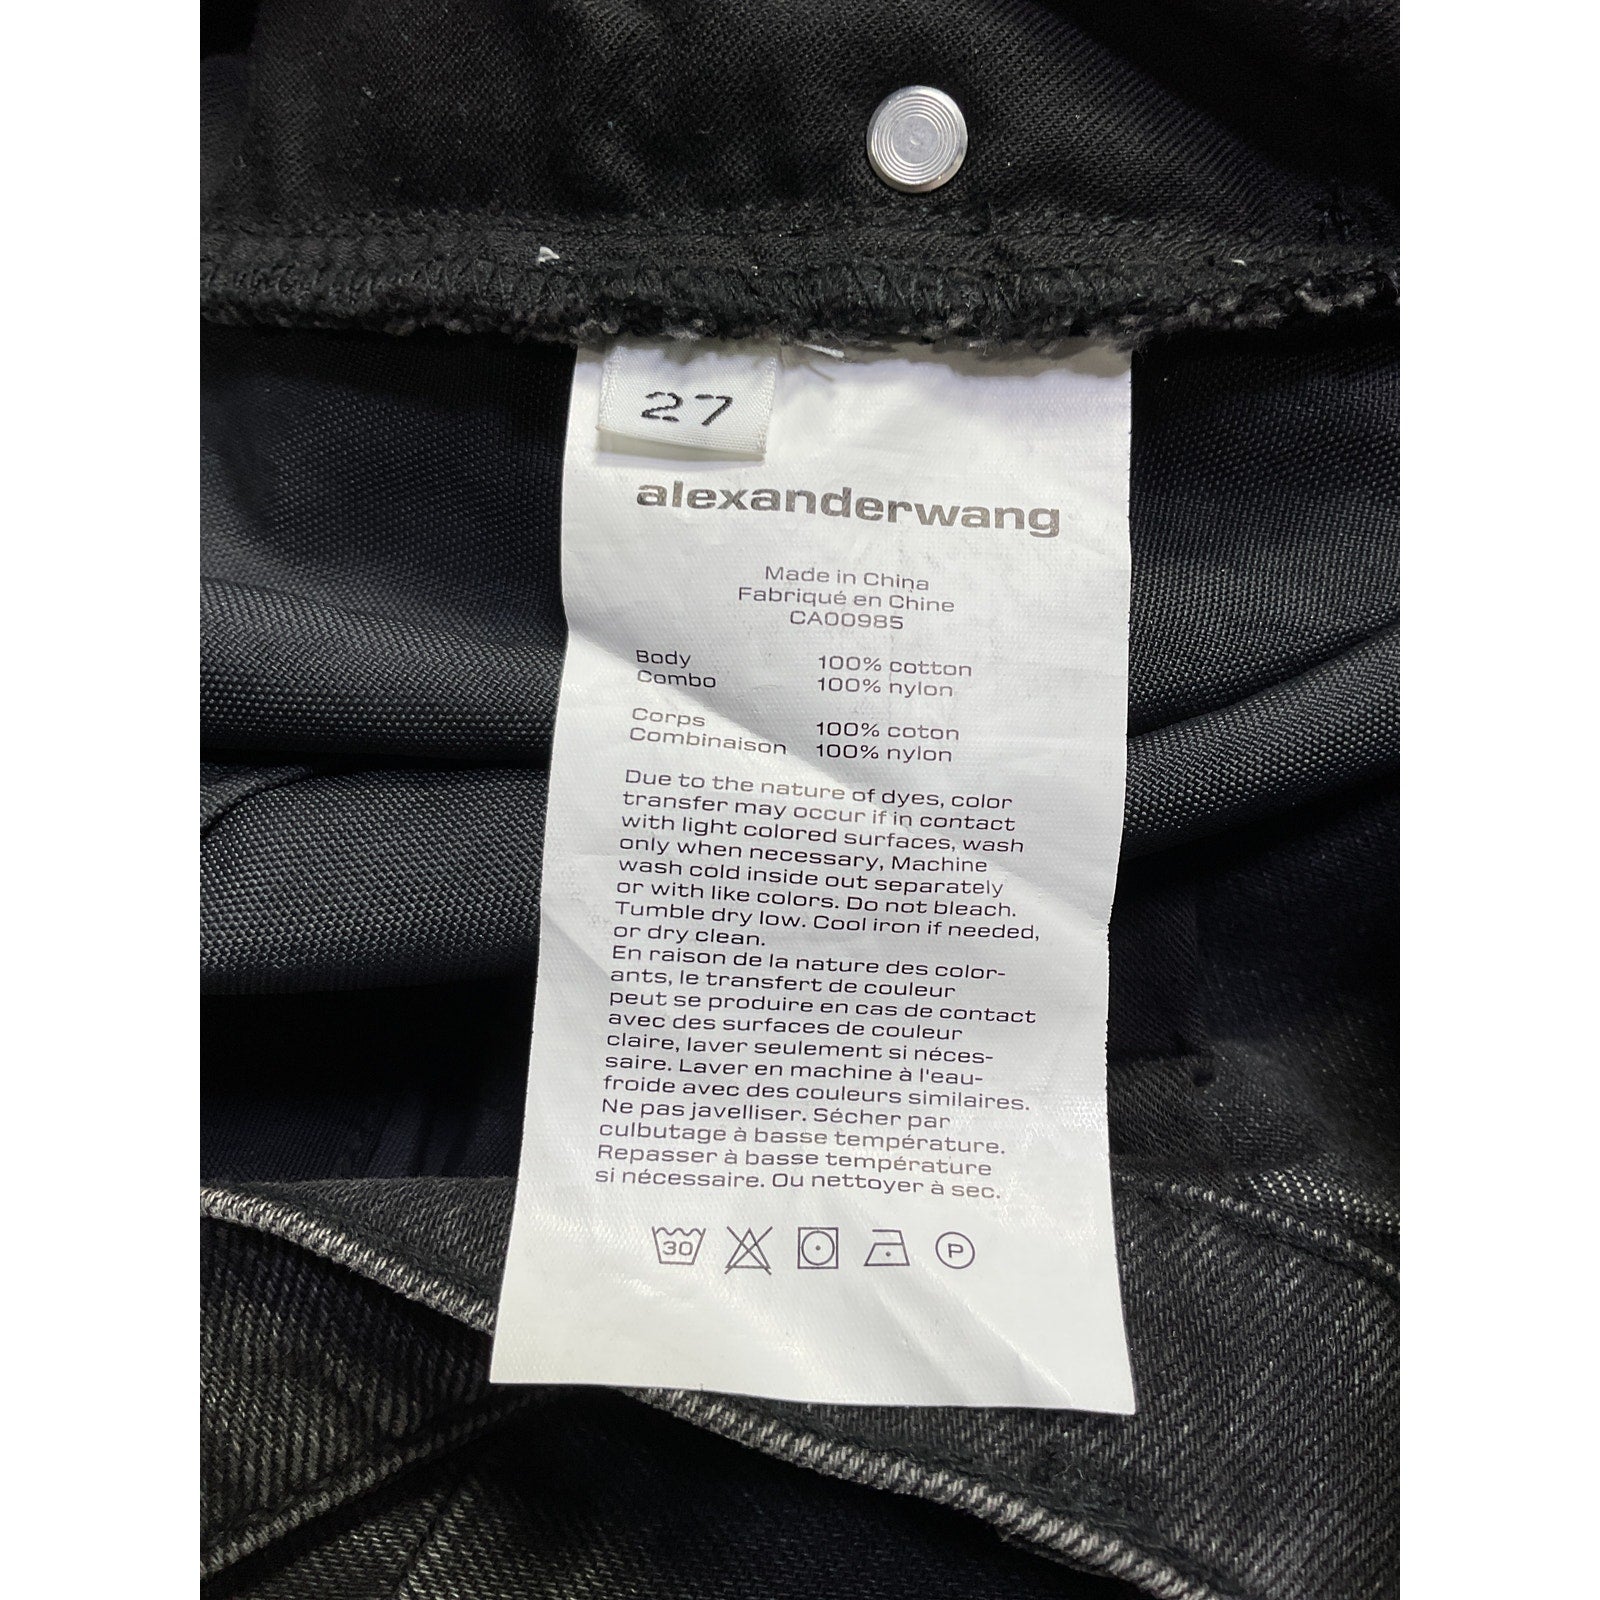 27
alexanderwang
Made in China
Fabriqué en Chine
CA00985
Body 100% cotton
Combo 100% nylon
Corps 100% coton
Combinaison 100% nylon
Due to the nature of dyes, color
transfer may occur if in contact
with light colored surfaces, wash
only when necessary, Machine
wash cold inside out separately
or with like colors. Do not bleach.
Tumble dry low. Cool iron if needed,
or dry clean.
En raison de la nature des color-
ants, le transfert de couleur
peut se produire en cas de contact
avec des surfaces de couleur
claire, laver seulement si néces-
saire. Laver en machine à l'eau-
froide avec des couleurs similaires.
Ne pas javelliser. Sécher par
culbutage à basse température.
Repasser à basse température
si nécessaire. Ou nettoyer à sec.
30 P